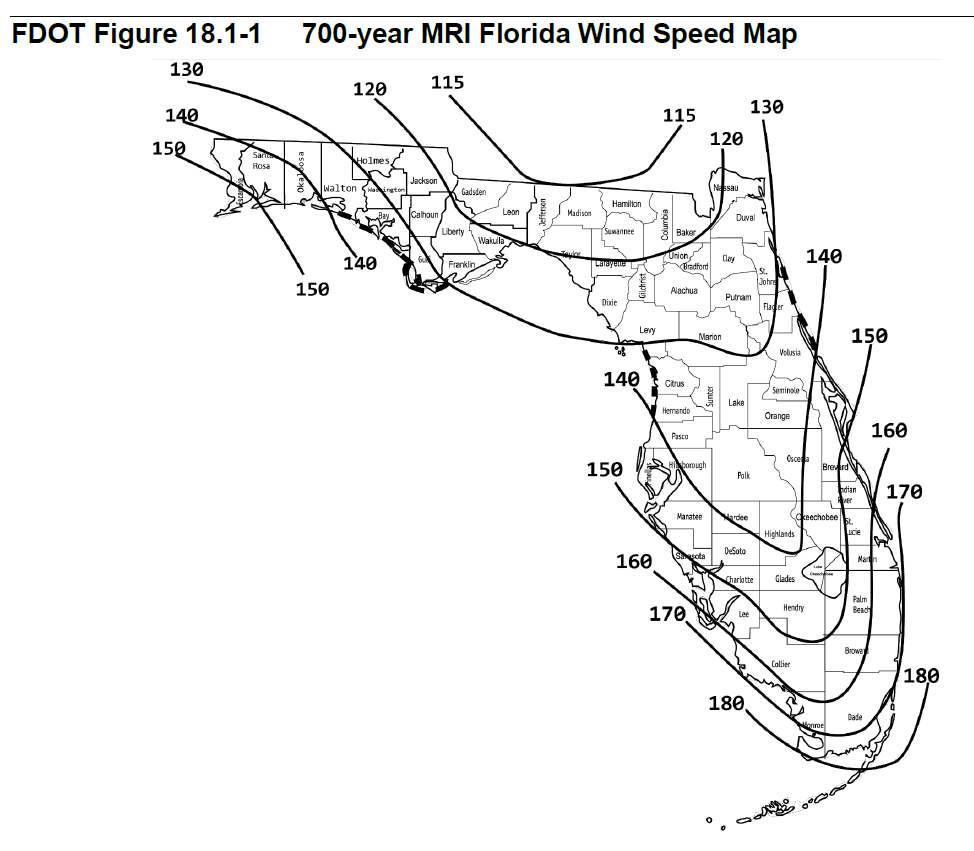 FDOT Figure 18.1-1 700-year MRI Florida Wind Speed Map
130
120
115
115
130
120
140
150
Santa
Rosa
Okaloosa
Walton
Holmes
Washington
Jackson
Bay
Calhoun
Gadsden
Liberty
Leon
Wakulla
Jefferson
Madison
Hamilton
Suwannee
Columbia
Baker
Nassau
Duval
Gulf
Franklin
Taylor
Lafayette
Union
Bradford
Clay
St.
Johns
140
140
150
Dixie
Gilchrist
Alachua
Putnam
Flagler
Levy
Marion
Volusia
150
140
Citrus
Sumter
Lake
Seminole
Orange
Hernando
Pasco
160
Osceola
Brevard
150
Hillsborough
Pinellas
Polk
Indian
River
170
Manatee
Hardee
Highlands
Okeechobee
St.
Lucie
Sarasota
DeSoto
Martin
160
Charlotte
Glades
Lake
Okeechobee
170
Lee
Hendry
Palm
Beach
Collier
Broward
180
180
Monroe
Dade